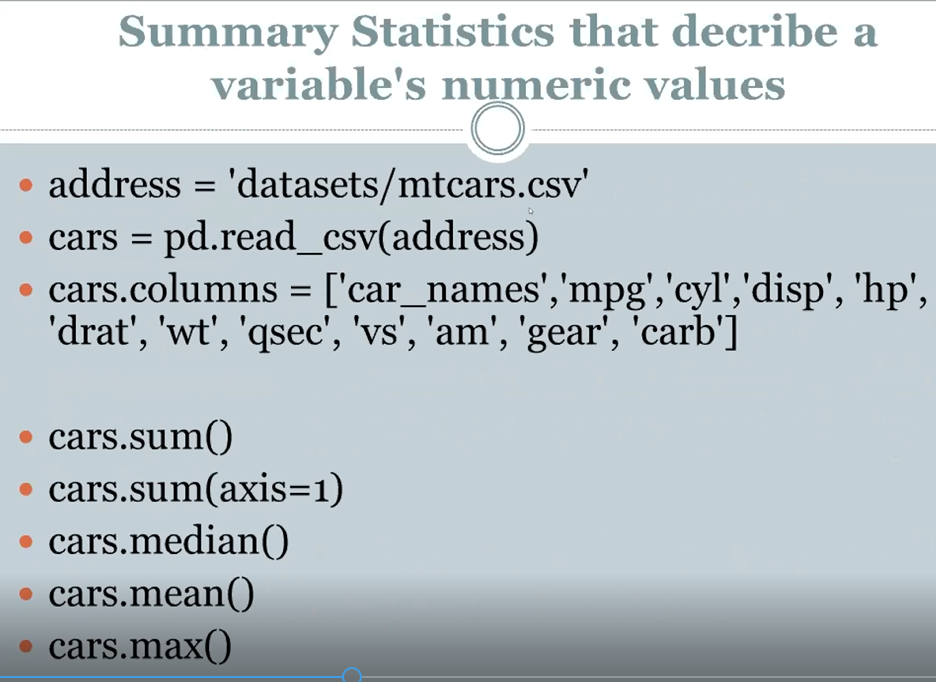 Summary Statistics that decribe a
variable's numeric values
• address = 'datasets/mtcars.csv'
• cars = pd.read_csv(address)
• cars.columns = ['car_names','mpg','cyl','disp', 'hp',
'drat', 'wt', 'qsec', 'vs', 'am', 'gear', 'carb']
• cars.sum()
• cars.sum(axis=1)
• cars.median()
• cars.mean()
• cars.max()